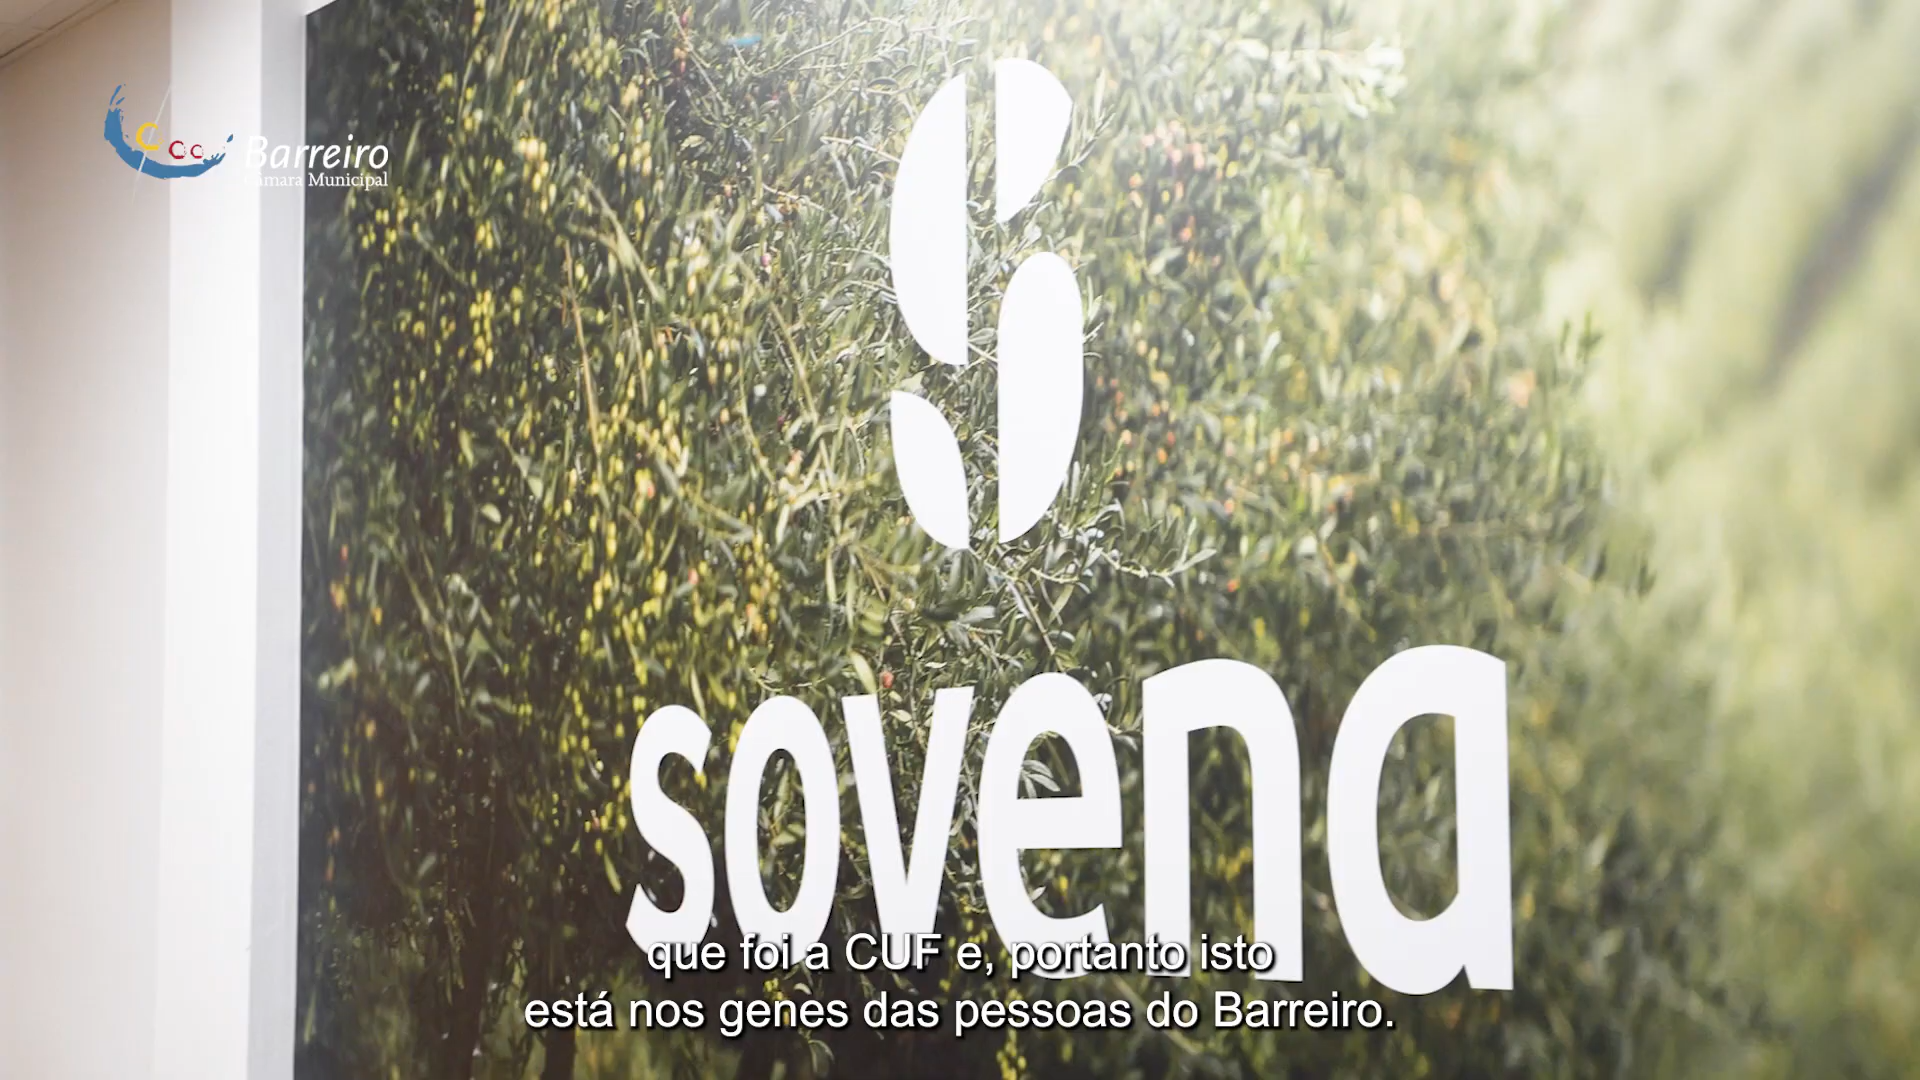 Barreiro
Câmara Municipal
sovena
que foi a CUF e, portanto isto
está nos genes das pessoas do Barreiro.